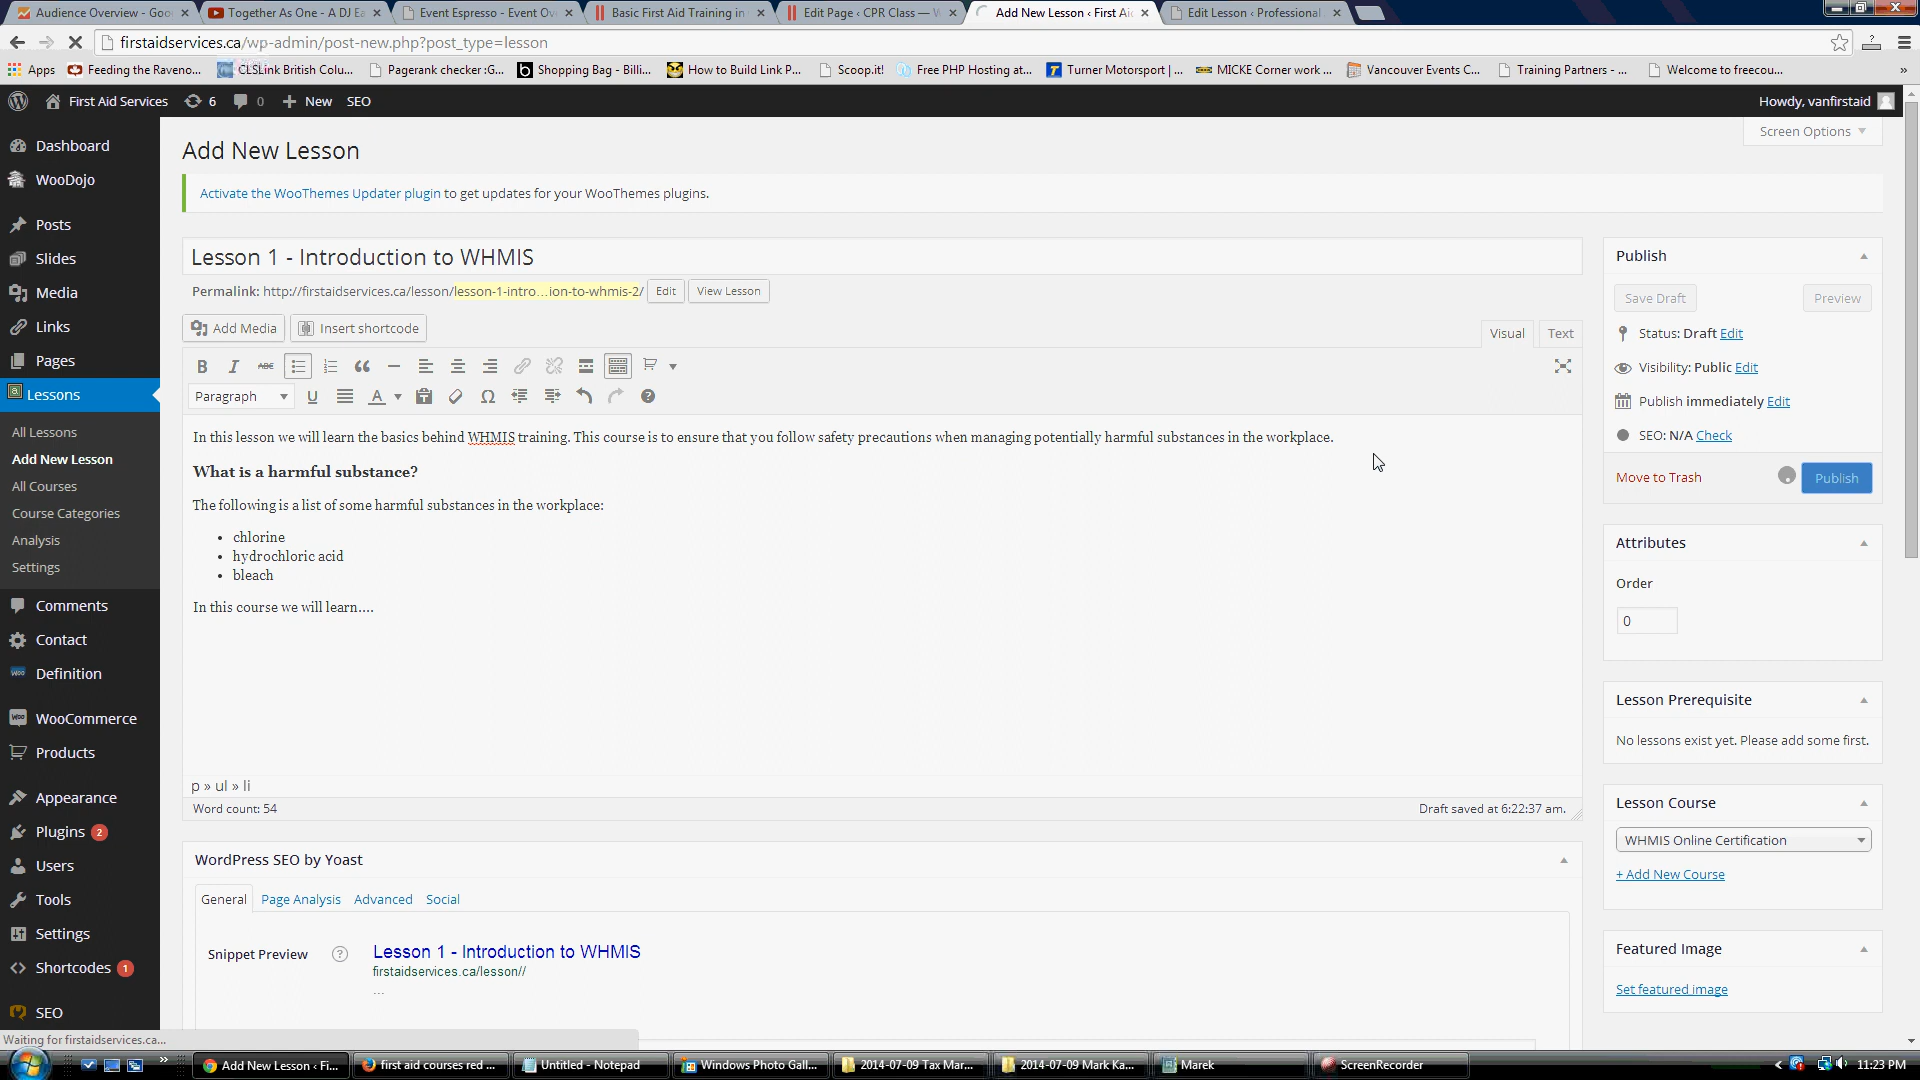 Audience Overview - Goo
Together As One - A DJ Ea
Event Espresso - Event Ov
Basic First Aid Training in
Edit Page ‹ CPR Class — W
Add New Lesson ‹ First Ai
Edit Lesson ‹ Professional
firstaidservices.ca/wp-admin/post-new.php?post_type=lesson
Apps
Feeding the Raveno...
CLSLink British Colu...
Pagerank checker :G...
Shopping Bag - Billi...
How to Build Link P...
Scoop.it!
Free PHP Hosting at...
Turner Motorsport | ...
MICKE Corner work ...
Vancouver Events C...
Training Partners - ...
Welcome to freecou...
»
First Aid Services
6
0
New
SEO
Howdy, vanfirstaid
Screen Options
Dashboard
WooDojo
Posts
Slides
Media
Links
Pages
Lessons
All Lessons
Add New Lesson
All Courses
Course Categories
Analysis
Settings
Comments
Contact
Definition
WooCommerce
Products
Appearance
Plugins 2
Users
Tools
Settings
Shortcodes 1
SEO
Add New Lesson
Activate the WooThemes Updater plugin to get updates for your WooThemes plugins.
Lesson 1 - Introduction to WHMIS
Permalink: http://firstaidservices.ca/lesson/lesson-1-intro…ion-to-whmis-2/ Edit View Lesson
Add Media Insert shortcode
Visual Text
B I ABC
Paragraph U A Ω
In this lesson we will learn the basics behind WHMIS training. This course is to ensure that you follow safety precautions when managing potentially harmful substances in the workplace.
What is a harmful substance?
The following is a list of some harmful substances in the workplace:
• chlorine
• hydrochloric acid
• bleach
In this course we will learn….
p » ul » li
Word count: 54
Draft saved at 6:22:37 am.
WordPress SEO by Yoast
General Page Analysis Advanced Social
Snippet Preview ? Lesson 1 - Introduction to WHMIS
firstaidservices.ca/lesson//
...
Publish
Save Draft Preview
Status: Draft Edit
Visibility: Public Edit
Publish immediately Edit
SEO: N/A Check
Move to Trash Publish
Attributes
Order
0
Lesson Prerequisite
No lessons exist yet. Please add some first.
Lesson Course
WHMIS Online Certification
+ Add New Course
Featured Image
Set featured image
Waiting for firstaidservices.ca...
»
Add New Lesson ‹ Fi...
first aid courses red ...
Untitled - Notepad
Windows Photo Gall...
2014-07-09 Tax Mar...
2014-07-09 Mark Ka...
Marek
ScreenRecorder
11:23 PM